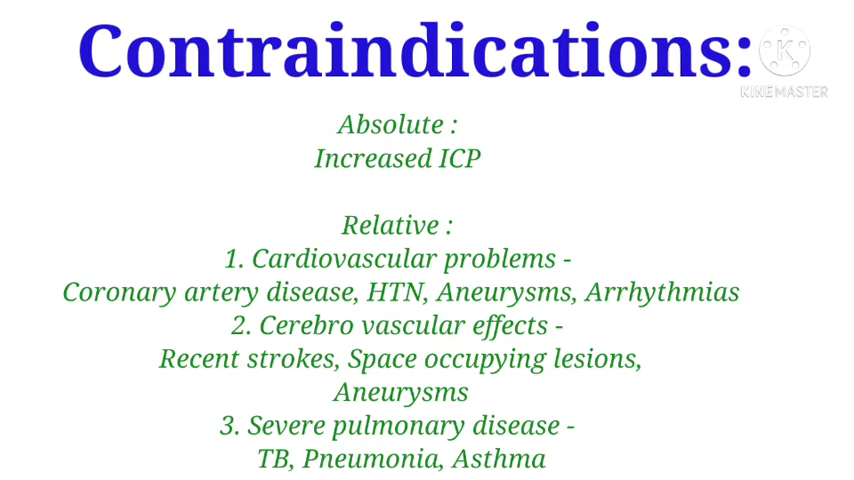 Contraindications:
K
KINEMASTER
Absolute :
Increased ICP
Relative :
1. Cardiovascular problems -
Coronary artery disease, HTN, Aneurysms, Arrhythmias
2. Cerebro vascular effects -
Recent strokes, Space occupying lesions,
Aneurysms
3. Severe pulmonary disease -
TB, Pneumonia, Asthma